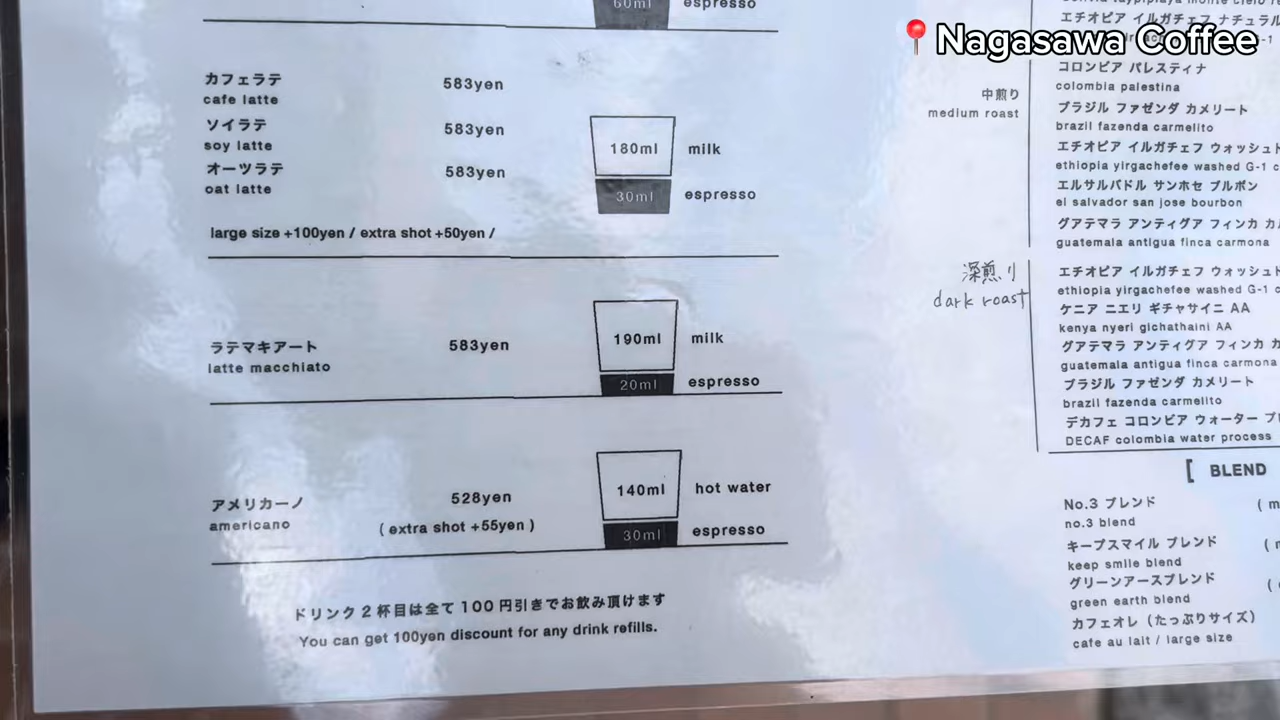 60ml espresso
カフェラテ 583yen
cafe latte
ソイラテ 583yen
soy latte
オーツラテ 583yen
oat latte
180ml milk
30ml espresso
large size +100yen / extra shot +50yen /
ラテマキアート 583yen
latte macchiato
190ml milk
20ml espresso
アメリカーノ 528yen
americano ( extra shot +55yen )
140ml hot water
30ml espresso
ドリンク2杯目は全て100円引きでお飲み頂けます
You can get 100yen discount for any drink refills.
📍Nagasawa Coffee
エチオピア イルガチェフ ナチュラル
中煎り
medium roast
コロンビア パレスティナ
colombia palestina
ブラジル ファゼンダ カメリート
brazil fazenda carmelito
エチオピア イルガチェフ ウォッシュド
ethiopia yirgachefee washed G-1
エルサルバドル サンホセ ブルボン
el salvador san jose bourbon
グアテマラ アンティグア フィンカ
guatemala antigua finca carmona
深煎り
dark roast
エチオピア イルガチェフ ウォッシュド
ethiopia yirgachefee washed G-1
ケニア ニエリ ギチャサイニ AA
kenya nyeri gichathaini AA
グアテマラ アンティグア フィンカ
guatemala antigua finca carmona
ブラジル ファゼンダ カメリート
brazil fazenda carmelito
デカフェ コロンビア ウォーター
DECAF colombia water process
[ BLEND
No.3 ブレンド
no.3 blend
キープスマイル ブレンド
keep smile blend
グリーンアースブレンド
green earth blend
カフェオレ(たっぷりサイズ)
cafe au lait / large size